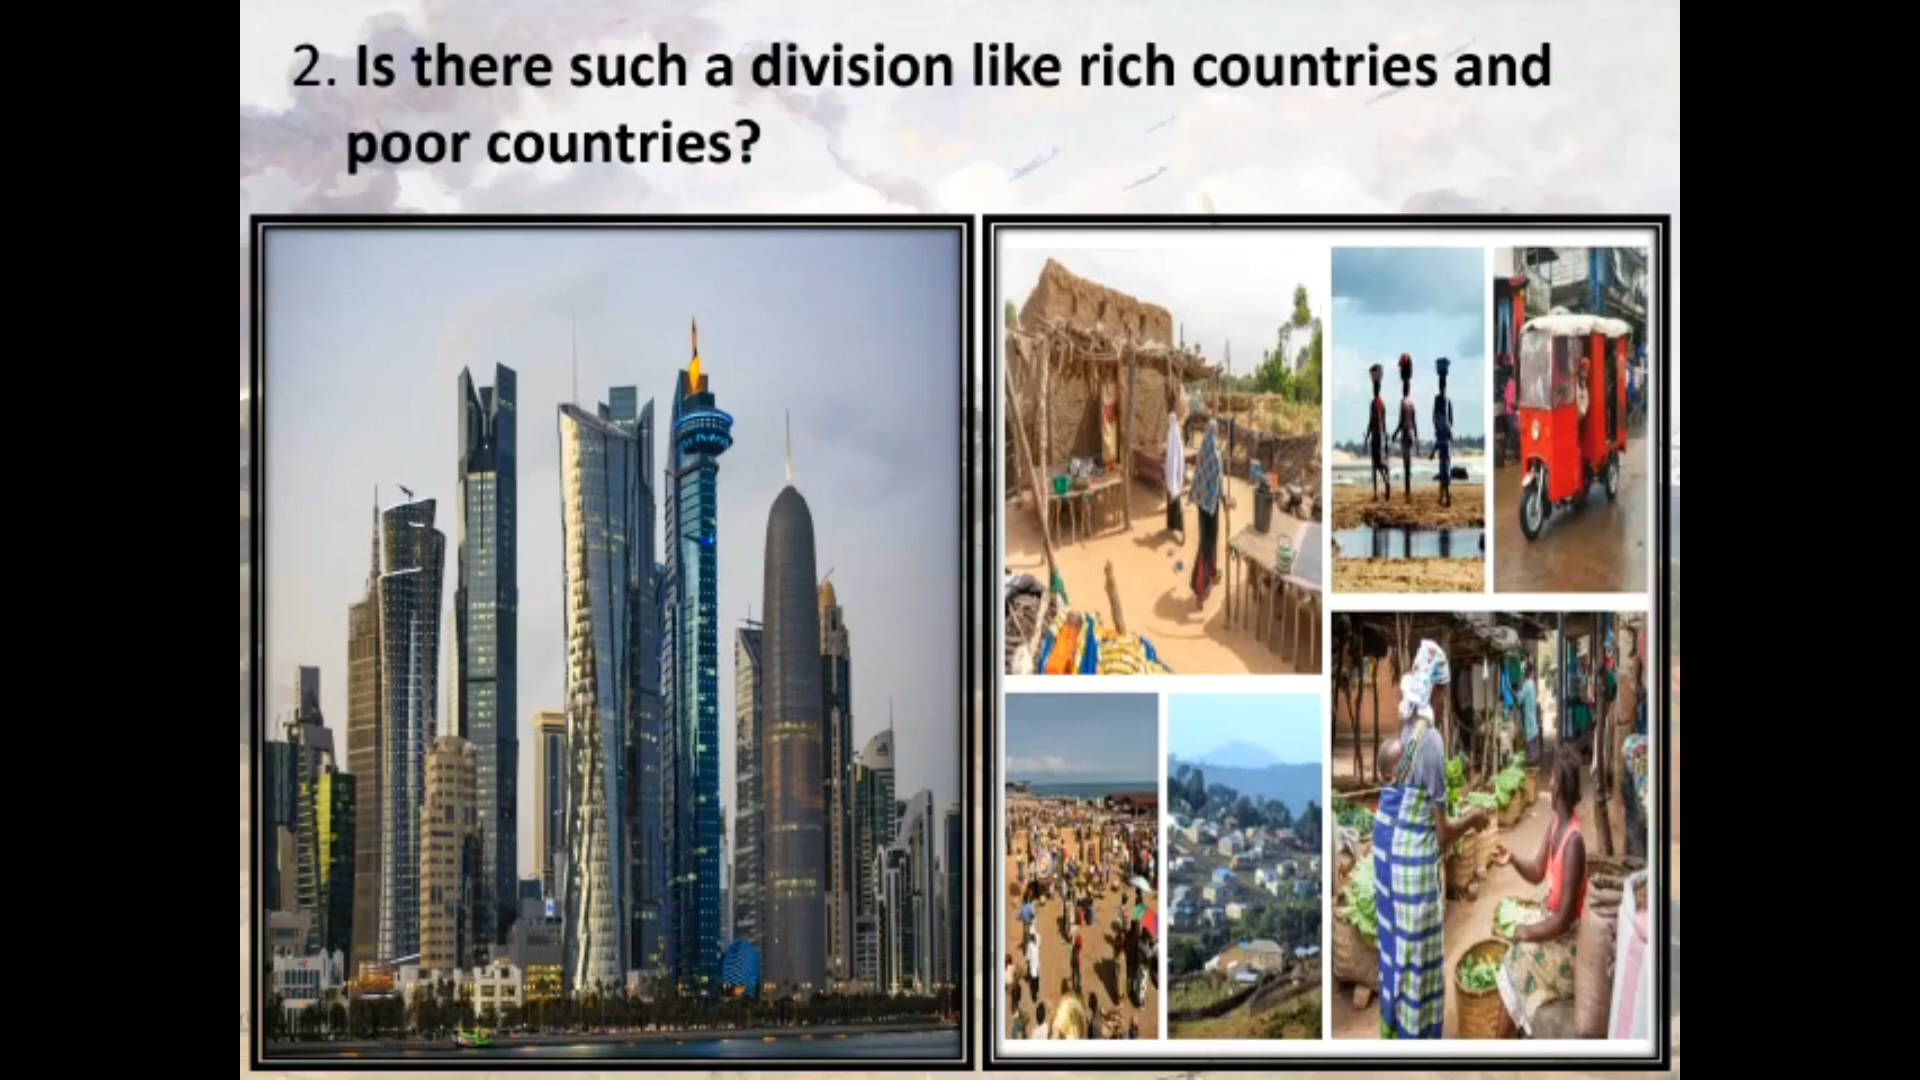 2. Is there such a division like rich countries and
poor countries?